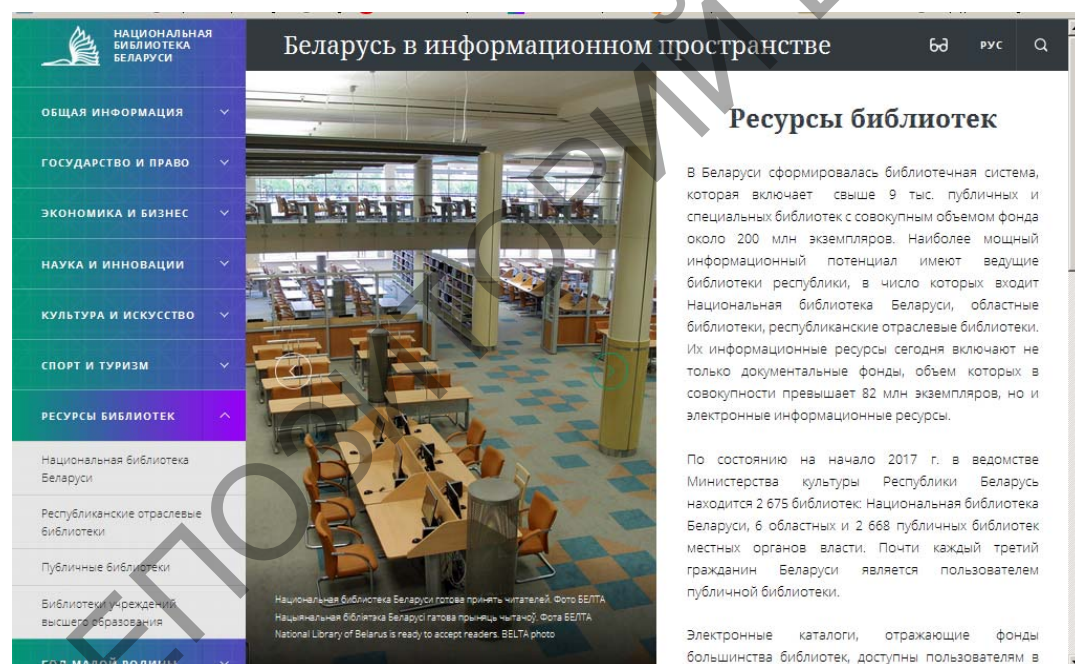 НАЦИОНАЛЬНАЯ
БИБЛИОТЕКА
БЕЛАРУСИ
Беларусь в информационном пространстве
РУС
ОБЩАЯ ИНФОРМАЦИЯ
ГОСУДАРСТВО И ПРАВО
ЭКОНОМИКА И БИЗНЕС
НАУКА И ИННОВАЦИИ
КУЛЬТУРА И ИСКУССТВО
СПОРТ И ТУРИЗМ
РЕСУРСЫ БИБЛИОТЕК
Национальная библиотека
Беларуси
Республиканские отраслевые
библиотеки
Публичные библиотеки
Библиотеки учреждений
высшего образования
ГОД МАЛОЙ РОДИНЫ
Национальная библиотека Беларуси готова принять читателей. Фото БЕЛТА
Нацыянальная бібліятэка Беларусі гатова прыняць чытачоў. Фота БЕЛТА
National Library of Belarus is ready to accept readers. BELTA photo
Ресурсы библиотек
В Беларуси сформировалась библиотечная система,
которая включает свыше 9 тыс. публичных и
специальных библиотек с совокупным объемом фонда
около 200 млн экземпляров. Наиболее мощный
информационный потенциал имеют ведущие
библиотеки республики, в число которых входит
Национальная библиотека Беларуси, областные
библиотеки, республиканские отраслевые библиотеки.
Их информационные ресурсы сегодня включают не
только документальные фонды, объем которых в
совокупности превышает 82 млн экземпляров, но и
электронные информационные ресурсы.
По состоянию на начало 2017 г. в ведомстве
Министерства культуры Республики Беларусь
находится 2 675 библиотек: Национальная библиотека
Беларуси, 6 областных и 2 668 публичных библиотек
местных органов власти. Почти каждый третий
гражданин Беларуси является пользователем
публичной библиотеки.
Электронные каталоги, отражающие фонды
большинства библиотек, доступны пользователям в